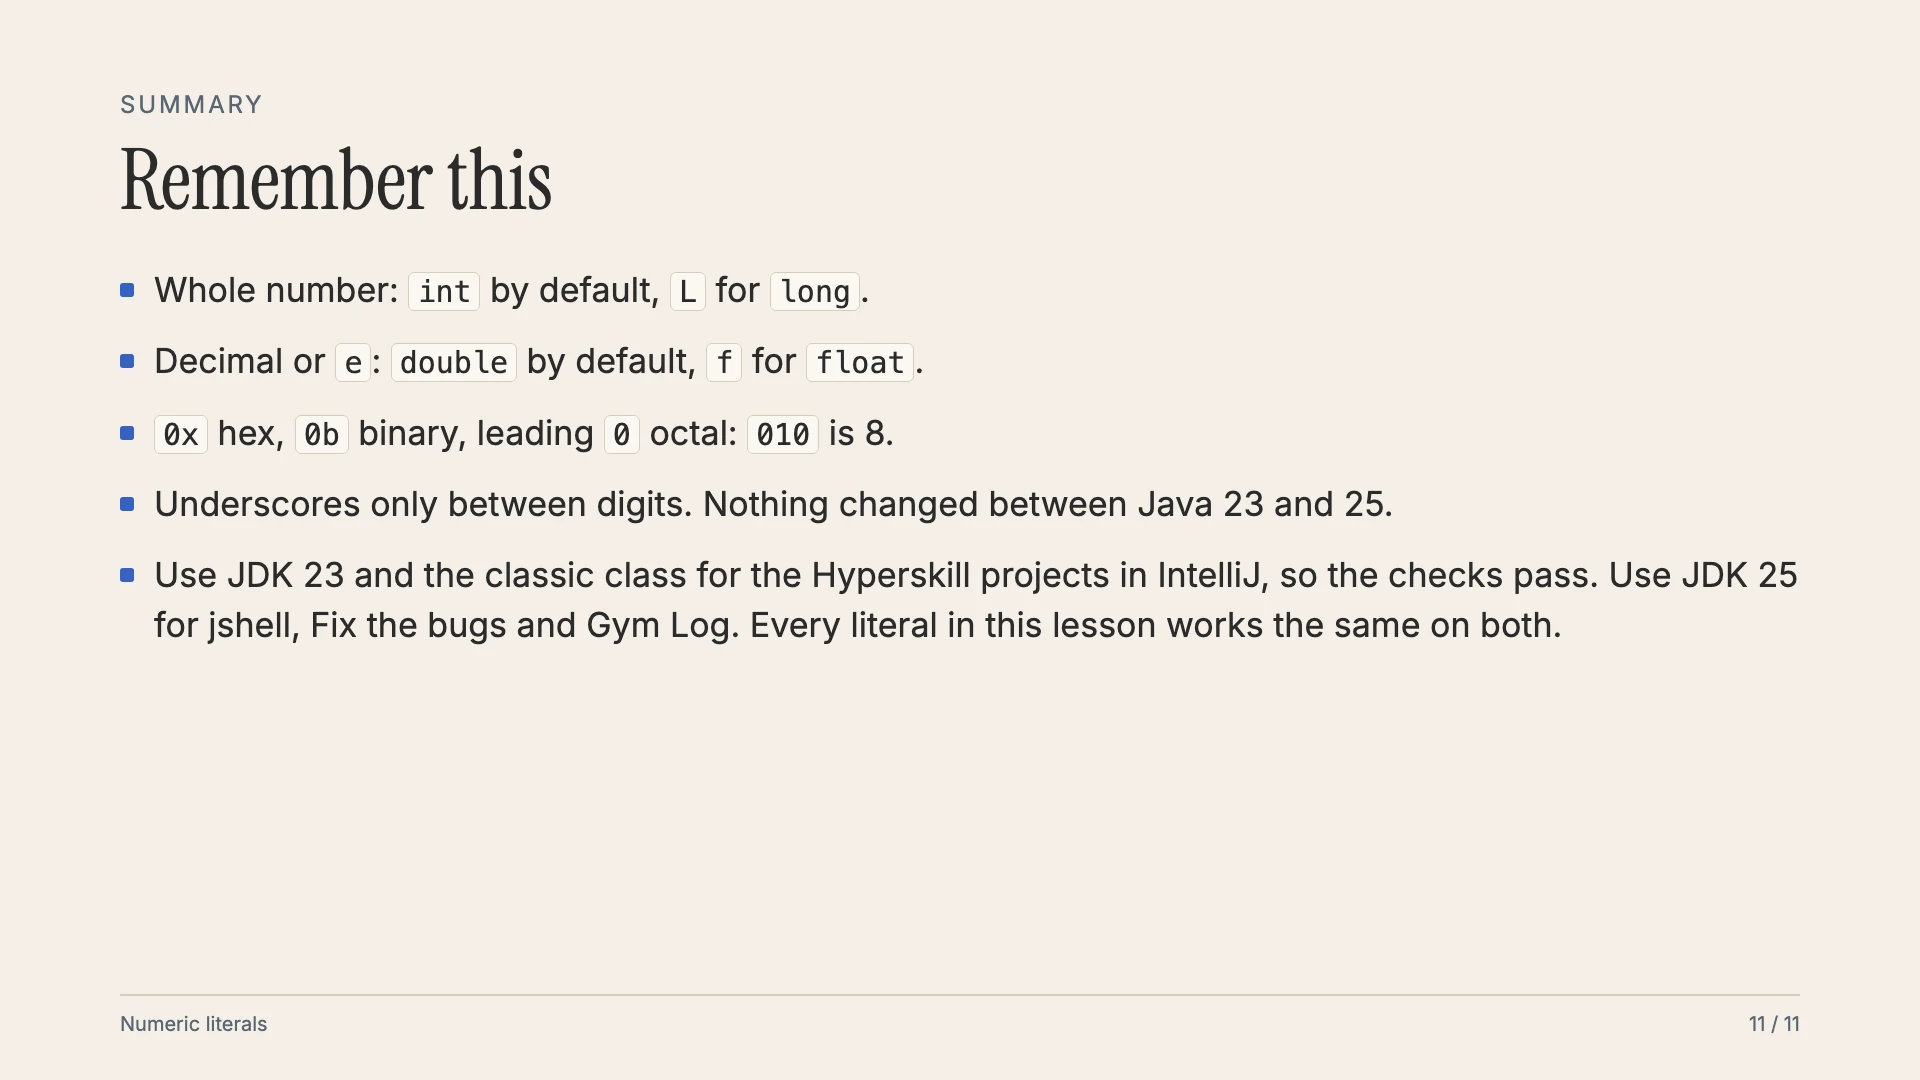 SUMMARY
Remember this
Whole number: int by default, L for long.
Decimal or e: double by default, f for float.
0x hex, 0b binary, leading 0 octal: 010 is 8.
Underscores only between digits. Nothing changed between Java 23 and 25.
Use JDK 23 and the classic class for the Hyperskill projects in IntelliJ, so the checks pass. Use JDK 25
for jshell, Fix the bugs and Gym Log. Every literal in this lesson works the same on both.
Numeric literals
11 / 11